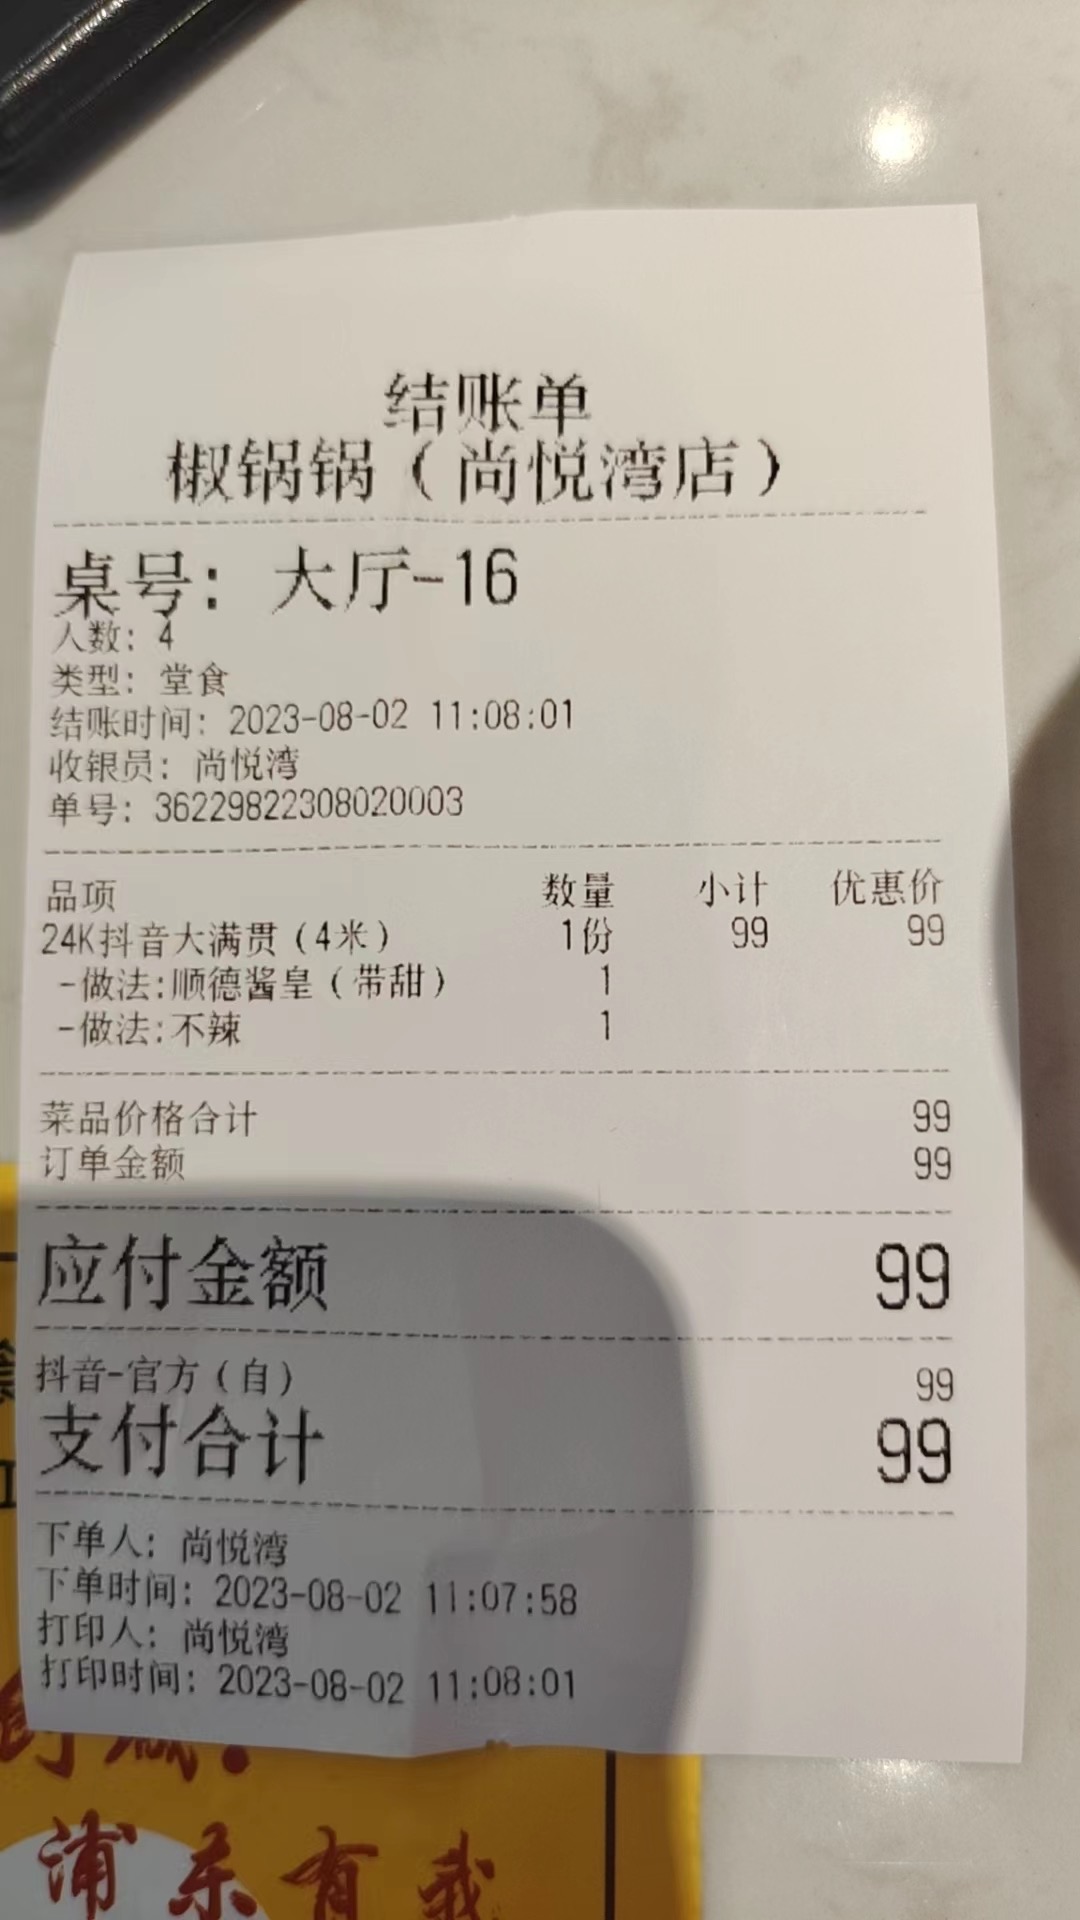 结账单
椒锅锅（尚悦湾店）
桌号：大厅-16
人数：4
类型：堂食
结账时间：2023-08-02 11:08:01
收银员：尚悦湾
单号：36229822308020003
品项 数量 小计 优惠价
24K抖音大满贯（4米） 1份 99 99
-做法:顺德酱皇（带甜） 1
-做法:不辣 1
菜品价格合计 99
订单金额 99
应付金额 99
抖音-官方（自） 99
支付合计 99
下单人：尚悦湾
下单时间：2023-08-02 11:07:58
打印人：尚悦湾
打印时间：2023-08-02 11:08:01
浦东有我